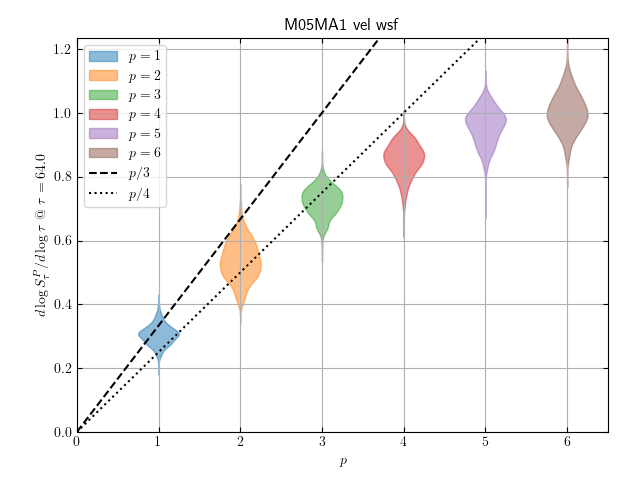 M05MA1 vel wsf
d log S_τ^P / d log τ @ τ = 64.0
1.2
1.0
0.8
0.6
0.4
0.2
0.0
p = 1
p = 2
p = 3
p = 4
p = 5
p = 6
p/3
p/4
0 1 2 3 4 5 6
p